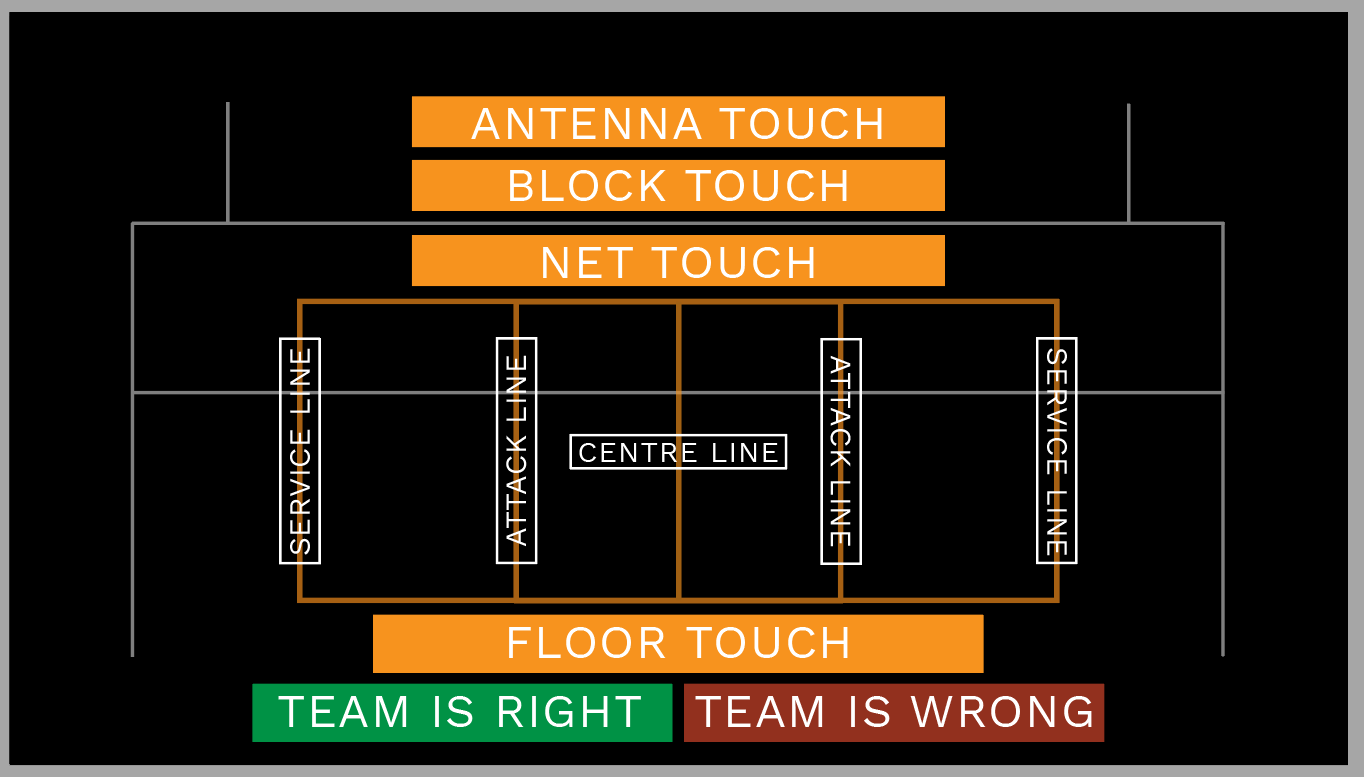 ANTENNA TOUCH
BLOCK TOUCH
NET TOUCH
SERVICE LINE
ATTACK LINE
CENTRE LINE
ATTACK LINE
SERVICE LINE
FLOOR TOUCH
TEAM IS RIGHT
TEAM IS WRONG